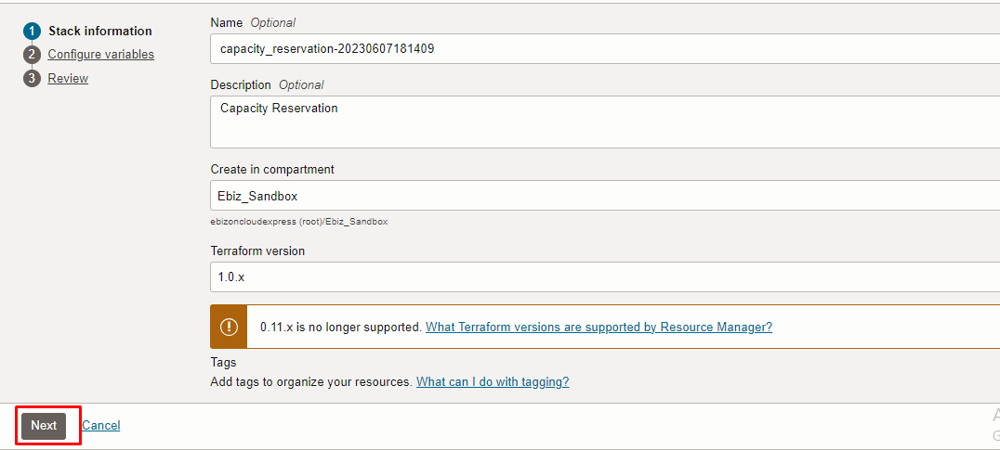 1 Stack information
2 Configure variables
3 Review
Name Optional
capacity_reservation-20230607181409
Description Optional
Capacity Reservation
Create in compartment
Ebiz_Sandbox
ebizoncloudexpress (root)/Ebiz_Sandbox
Terraform version
1.0.x
0.11.x is no longer supported. What Terraform versions are supported by Resource Manager?
Tags
Add tags to organize your resources. What can I do with tagging?
Next Cancel